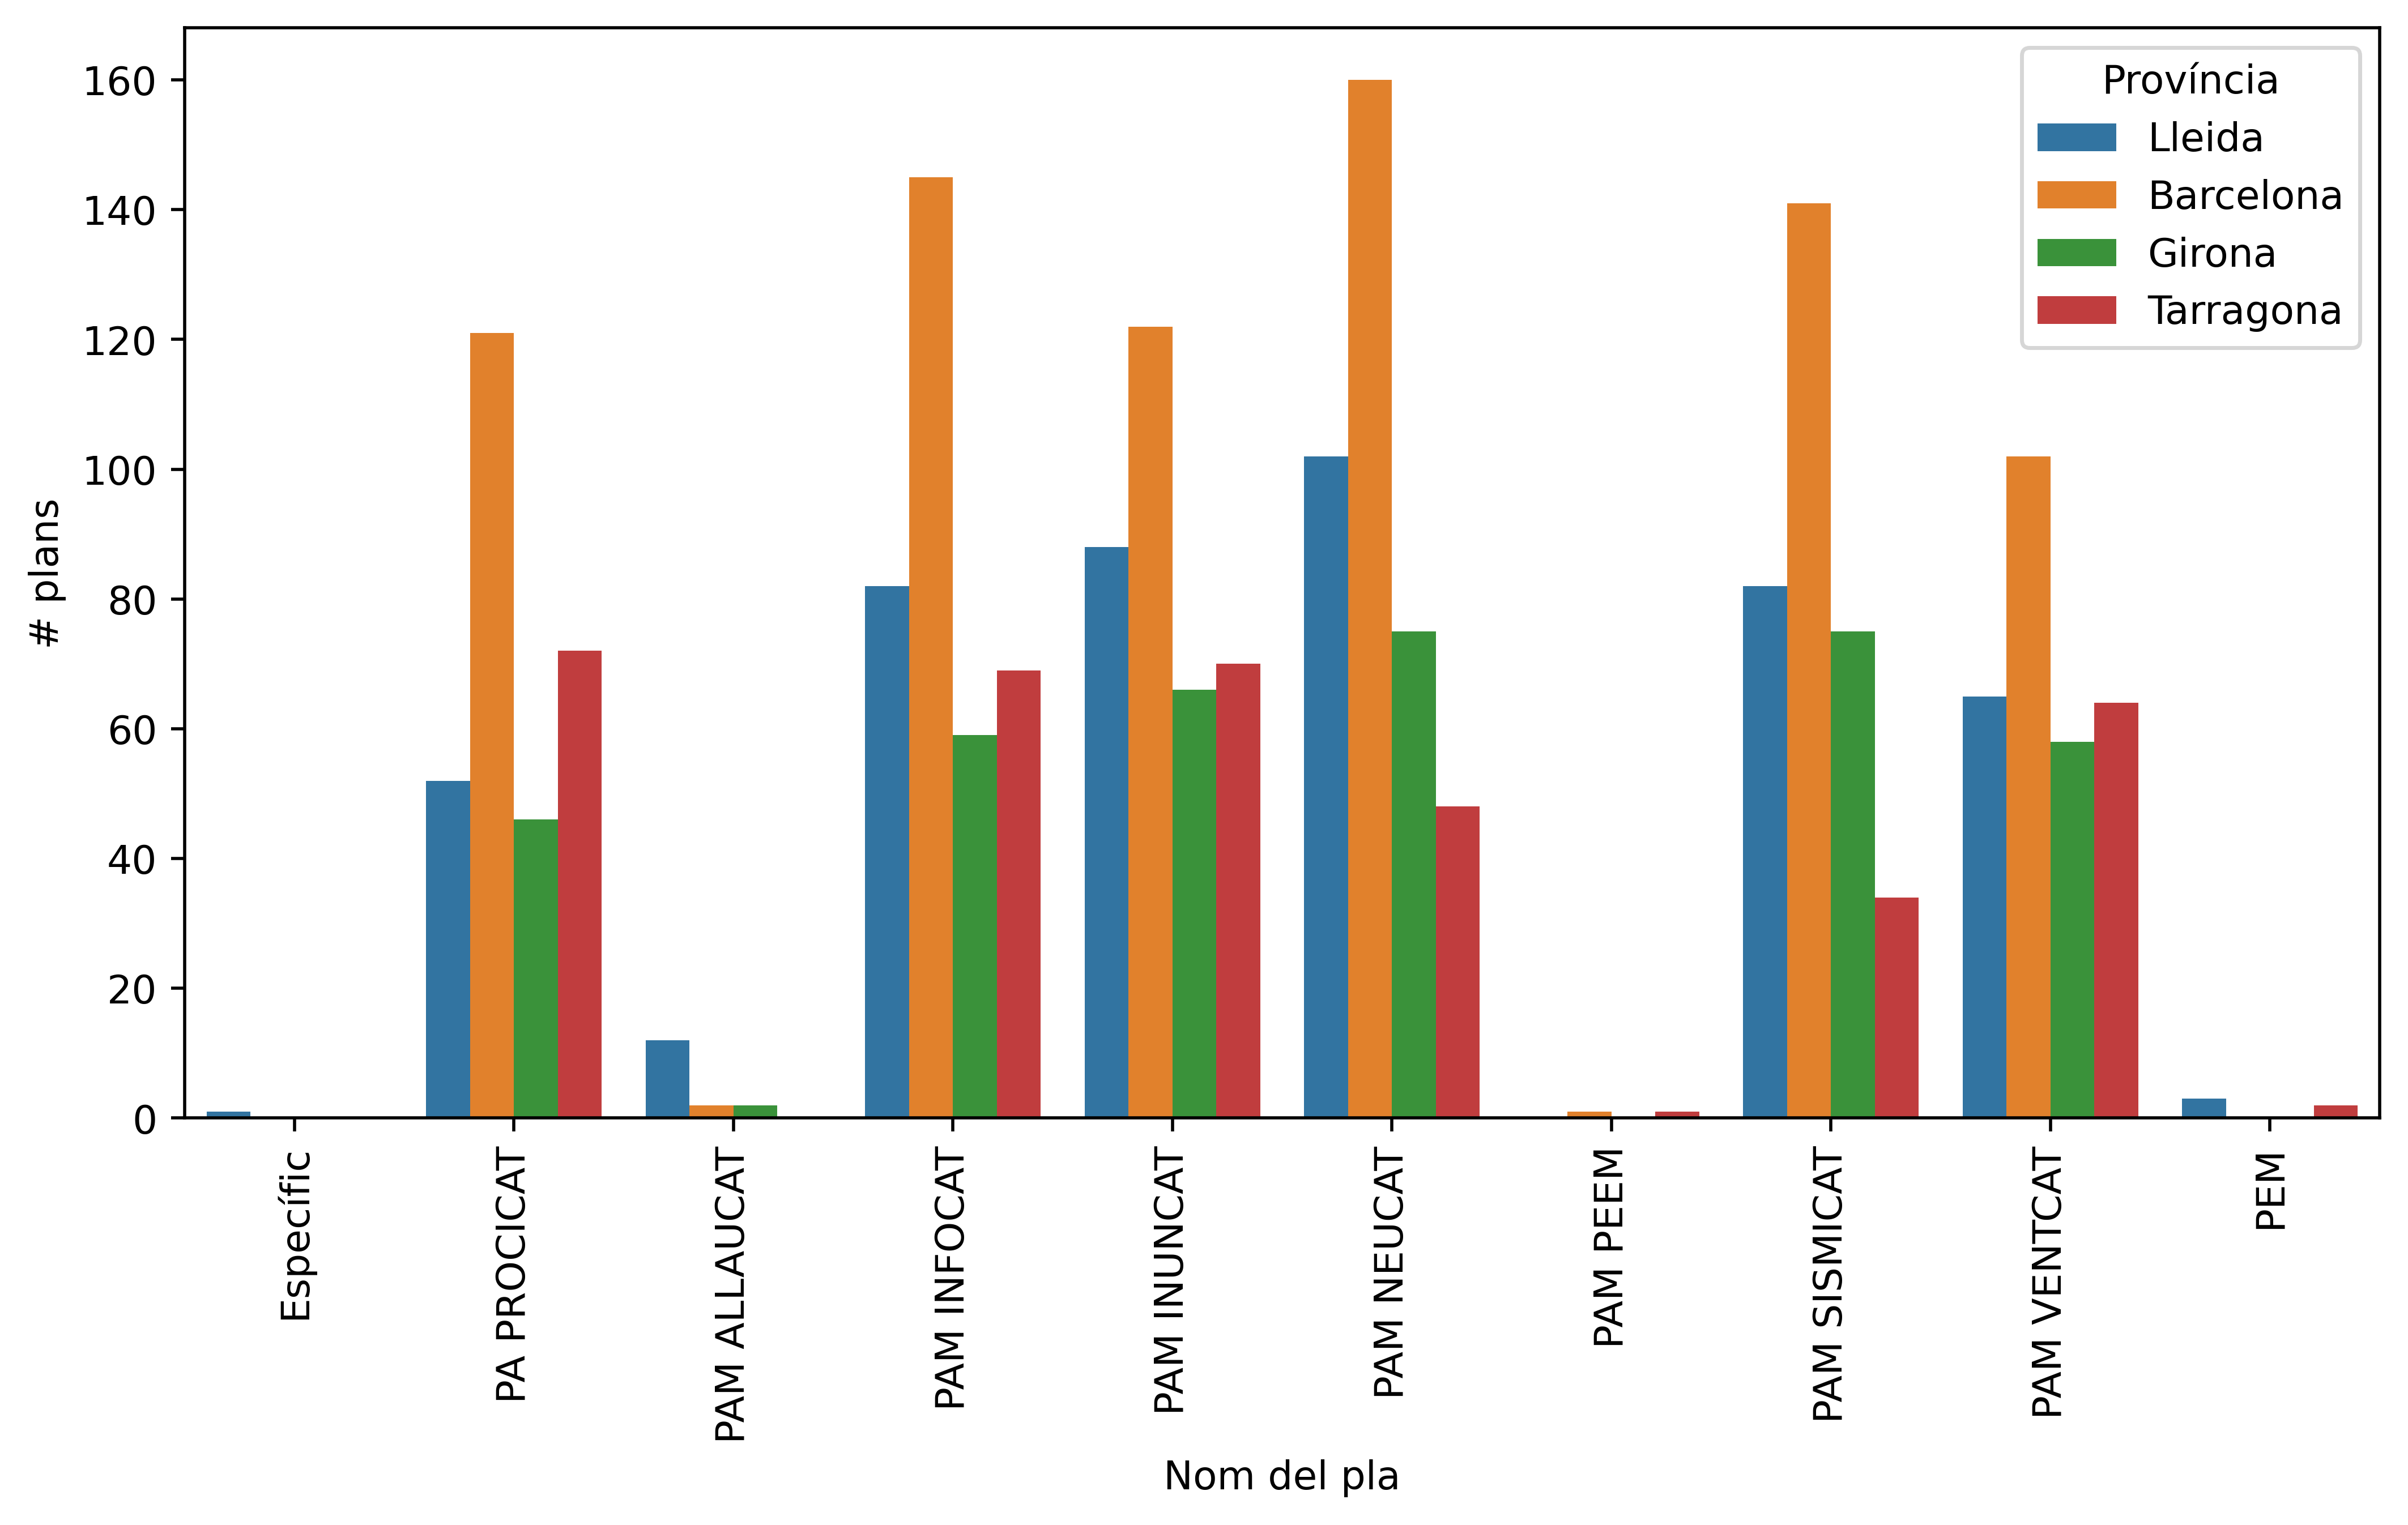 160
140
120
100
80
60
40
20
0
# plans
Província
Lleida
Barcelona
Girona
Tarragona
Específic
PA PROCICAT
PAM ALLAUCAT
PAM INFOCAT
PAM INUNCAT
PAM NEUCAT
PAM PEEM
PAM SISMICAT
PAM VENTCAT
PEM
Nom del pla